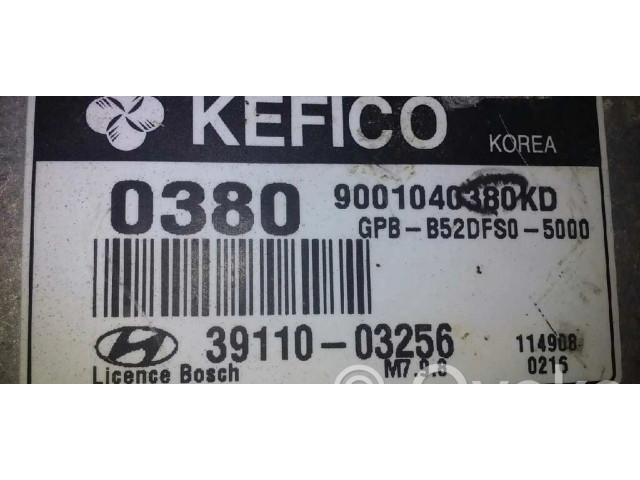 KEFICO
KOREA
0380
9001040380KD
GPB-B52DFS0-5000
39110-03256
114908
Licence Bosch
M7.9.8
0215